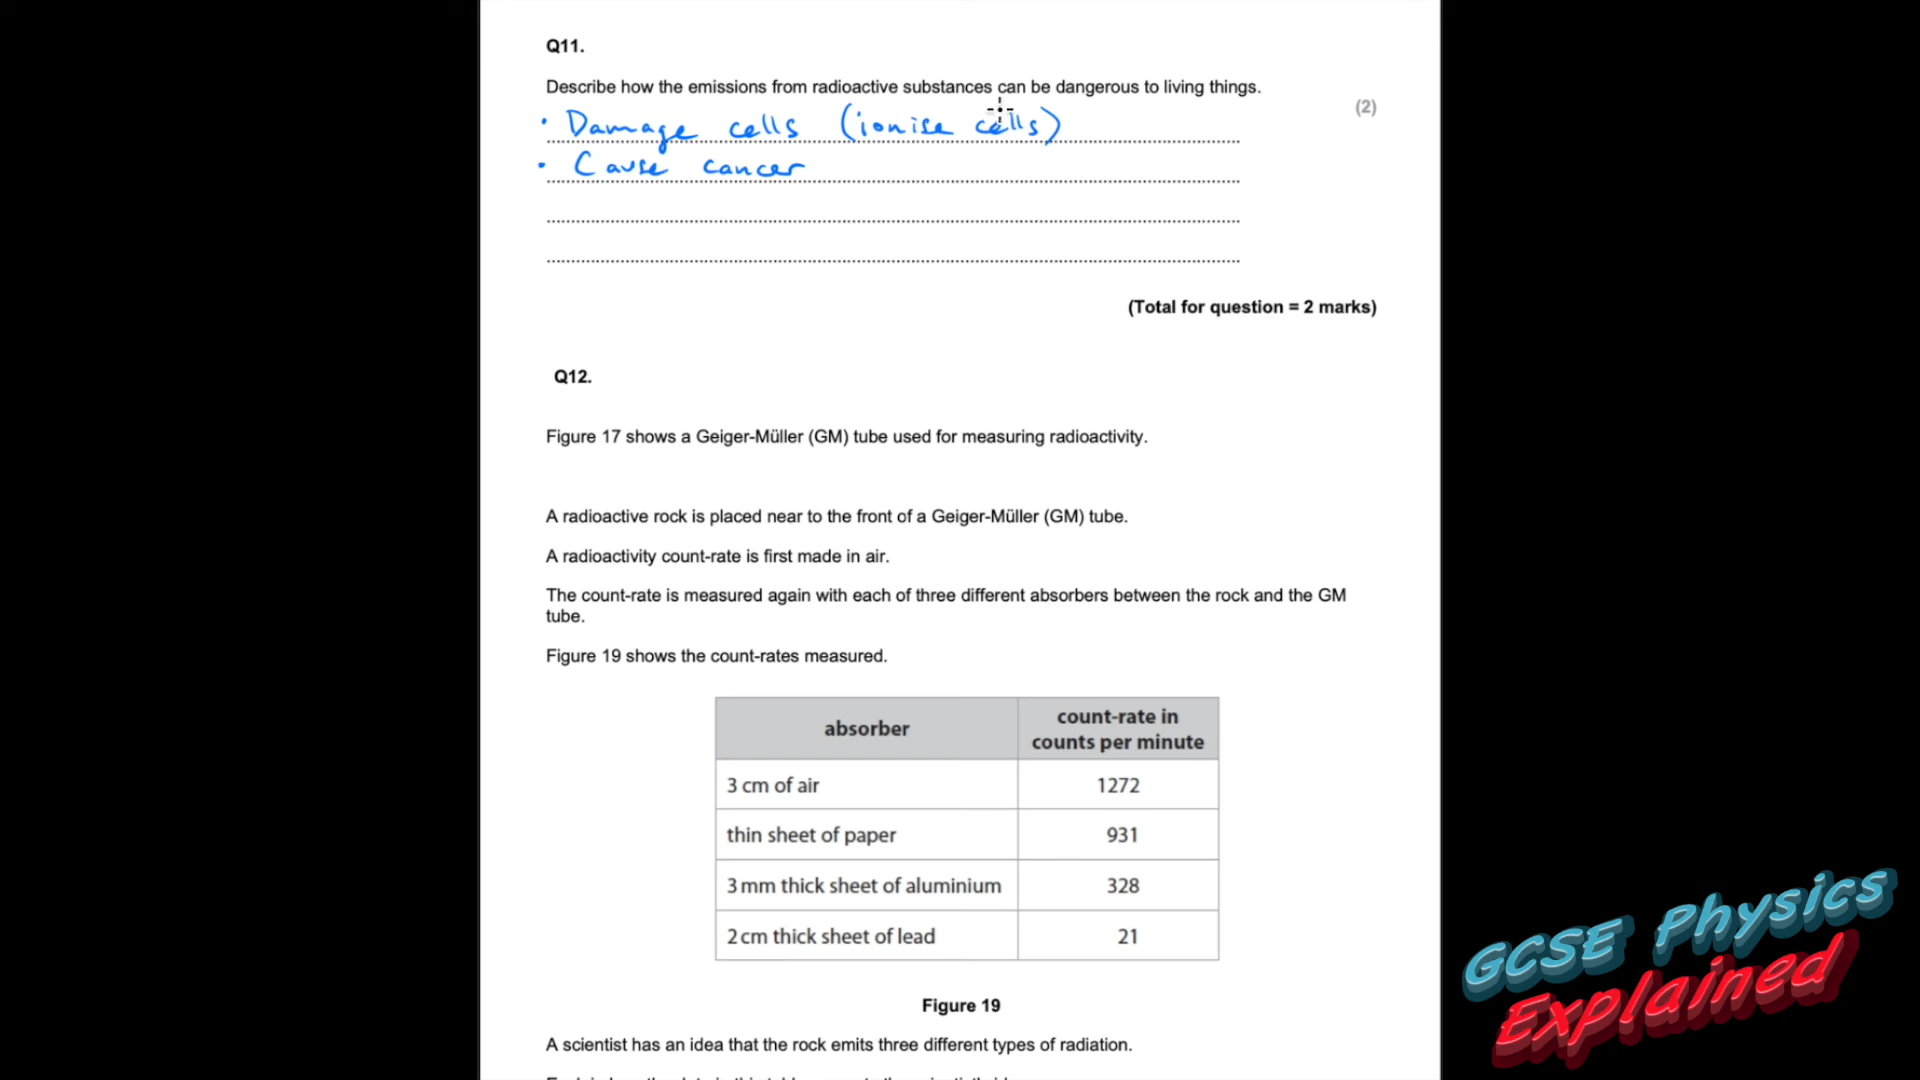 Q11.
Describe how the emissions from radioactive substances can be dangerous to living things.
(2)
• Damage cells (ionise cells)
• Cause cancer
(Total for question = 2 marks)
Q12.
Figure 17 shows a Geiger-Müller (GM) tube used for measuring radioactivity.
A radioactive rock is placed near to the front of a Geiger-Müller (GM) tube.
A radioactivity count-rate is first made in air.
The count-rate is measured again with each of three different absorbers between the rock and the GM
tube.
Figure 19 shows the count-rates measured.
absorber
count-rate in
counts per minute
3 cm of air 1272
thin sheet of paper 931
3 mm thick sheet of aluminium 328
2 cm thick sheet of lead 21
Figure 19
A scientist has an idea that the rock emits three different types of radiation.
GCSE Physics
Explained